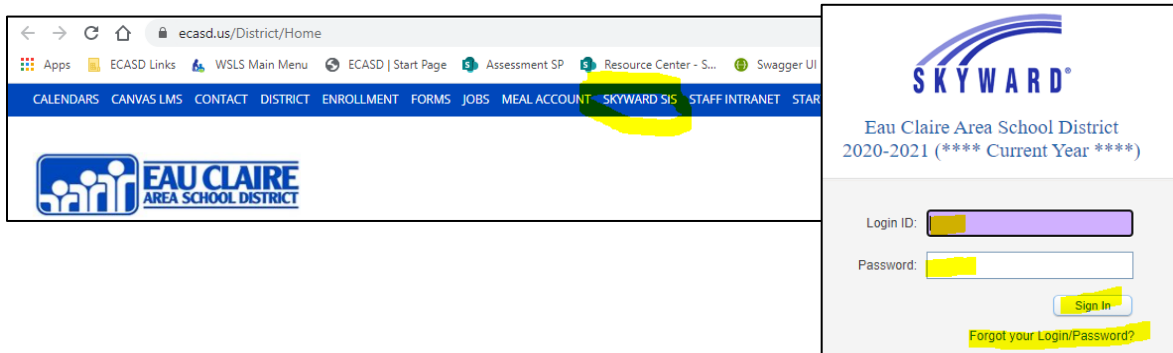 ecasd.us/District/Home
Apps ECASD Links WSLS Main Menu ECASD | Start Page Assessment SP Resource Center - S... Swagger UI
CALENDARS CANVAS LMS CONTACT DISTRICT ENROLLMENT FORMS JOBS MEAL ACCOUNT SKYWARD SIS STAFF INTRANET STAR
EAU CLAIRE
AREA SCHOOL DISTRICT
SKYWARD®
Eau Claire Area School District
2020-2021 (**** Current Year ****)
Login ID:
Password:
Sign In
Forgot your Login/Password?